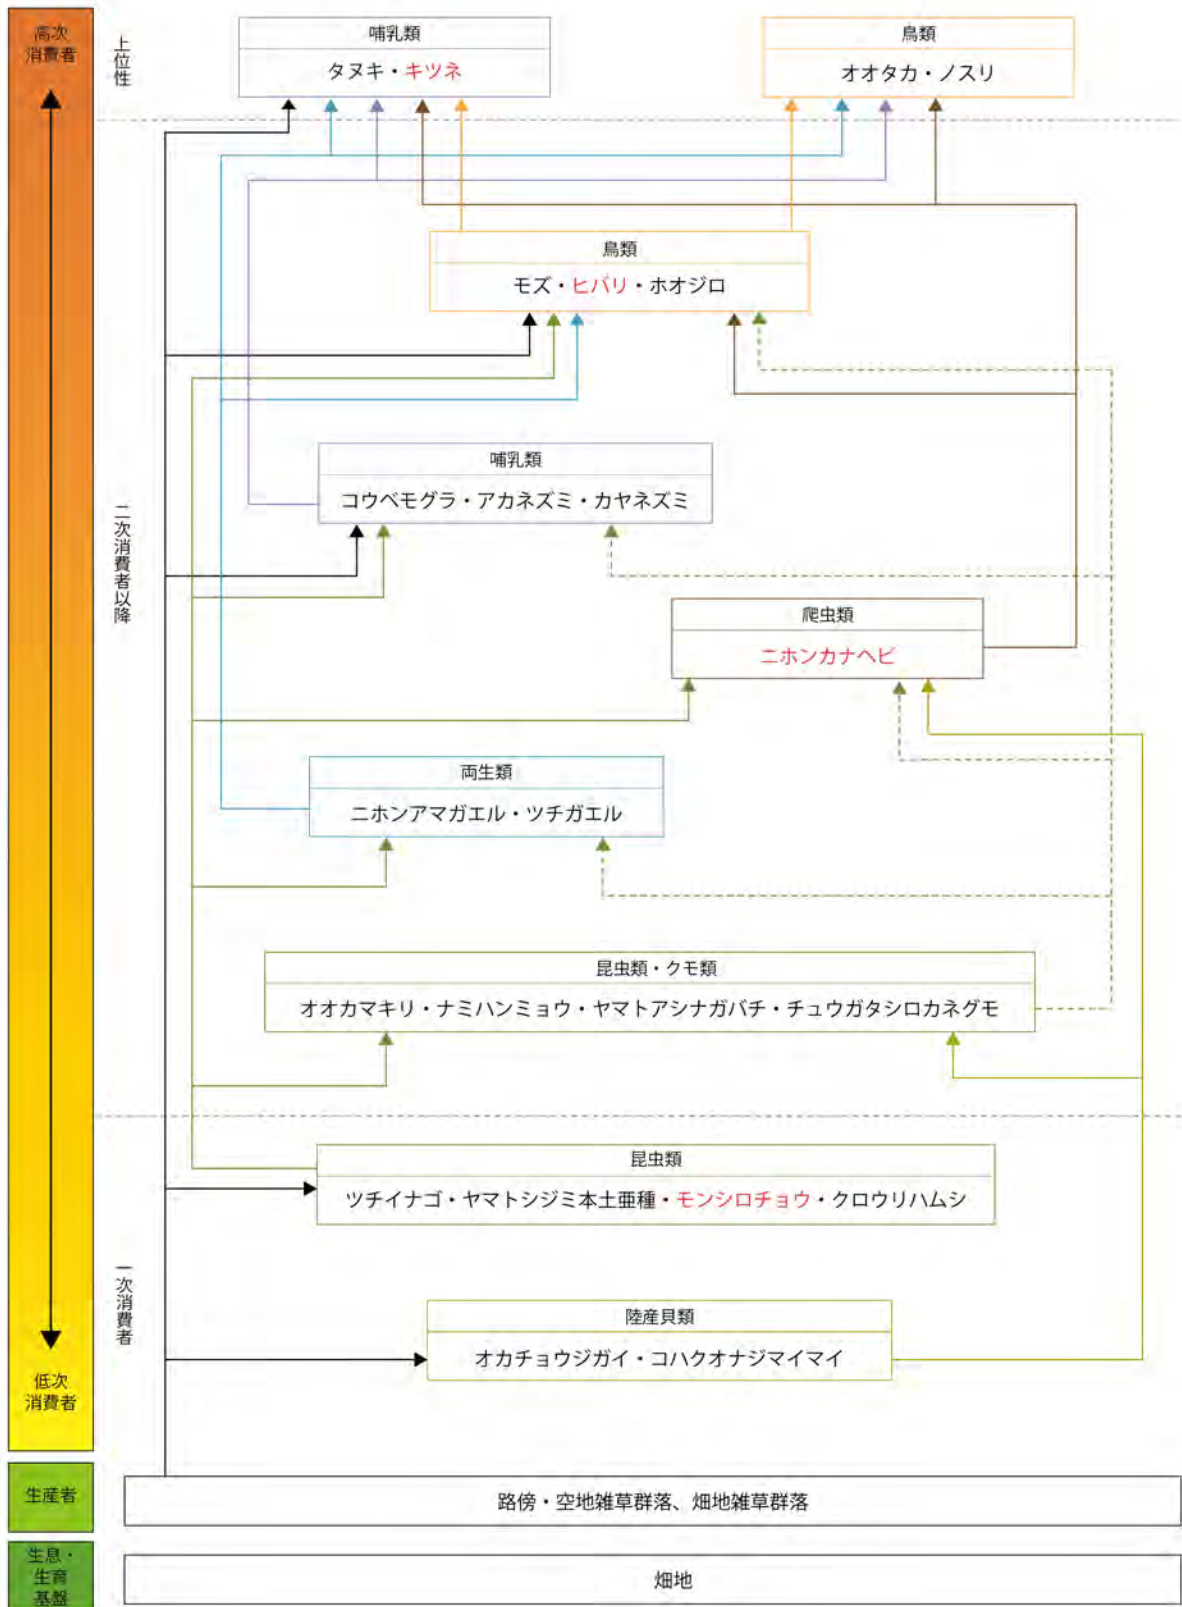 高次
消費者
上位性
哺乳類
タヌキ・キツネ
鳥類
オオタカ・ノスリ
鳥類
モズ・ヒバリ・ホオジロ
二次消費者以降
哺乳類
コウベモグラ・アカネズミ・カヤネズミ
爬虫類
ニホンカナヘビ
両生類
ニホンアマガエル・ツチガエル
昆虫類・クモ類
オオカマキリ・ナミハンミョウ・ヤマトアシナガバチ・チュウガタシロカネグモ
昆虫類
ツチイナゴ・ヤマトシジミ本土亜種・モンシロチョウ・クロウリハムシ
一次消費者
陸産貝類
オカチョウジガイ・コハクオナジマイマイ
低次
消費者
生産者
路傍・空地雑草群落、畑地雑草群落
生息・
生育
基盤
畑地